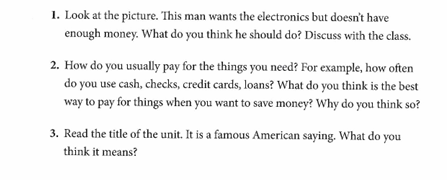 1. Look at the picture. This man wants the electronics but doesn't have
enough money. What do you think he should do? Discuss with the class.
2. How do you usually pay for the things you need? For example, how often
do you use cash, checks, credit cards, loans? What do you think is the best
way to pay for things when you want to save money? Why do you think so?
3. Read the title of the unit. It is a famous American saying. What do you
think it means?